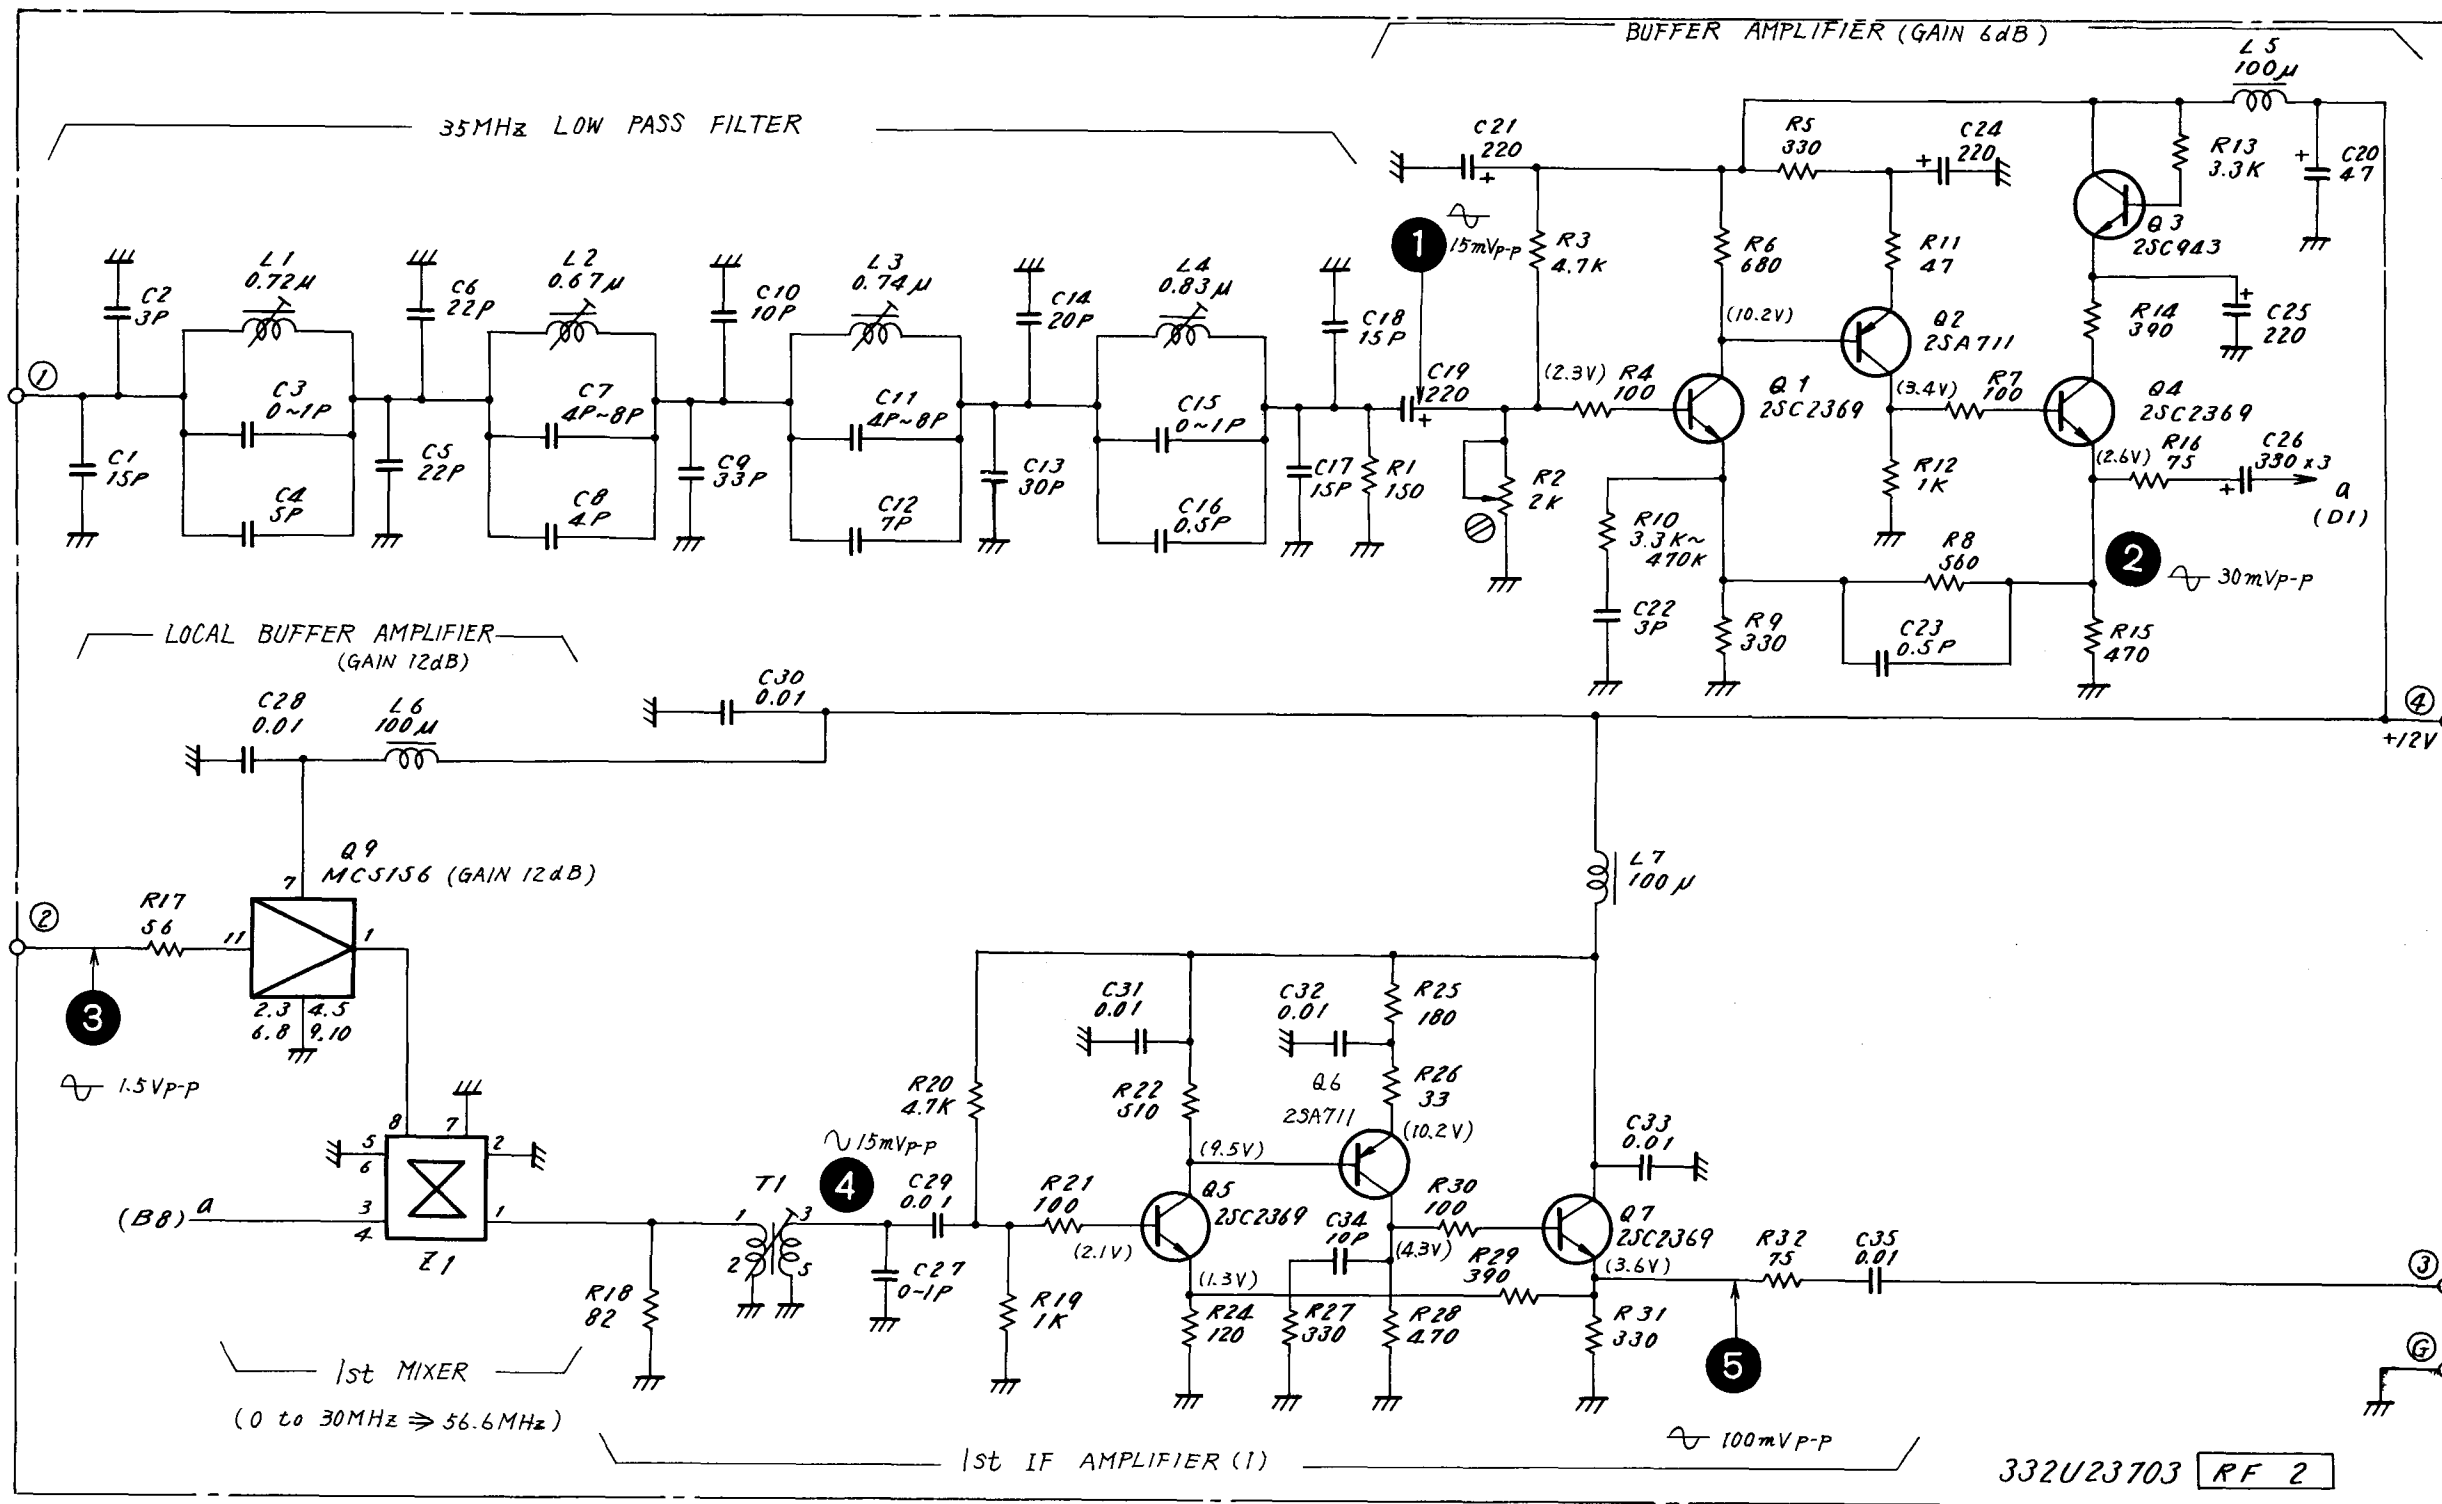 BUFFER AMPLIFIER (GAIN 6dB)
35MHz LOW PASS FILTER
L5
100μ
C21
220
+
R5
330
C24
220
+
R13
3.3K
C20
47
+
1
15mVp-p
R3
4.7K
R6
680
R11
47
Q3
2SC943
C2
3P
L1
0.72μ
C6
22P
L2
0.67μ
C10
10P
L3
0.74μ
C14
20P
L4
0.83μ
C18
15P
(10.2V)
Q2
2SA711
R14
390
C25
220
+
①
C3
0~1P
C7
4P~8P
C11
4P~8P
C15
0~1P
C19
220
+
(2.3V)
R4
100
Q1
2SC2369
(3.4V)
R7
100
Q4
2SC2369
C1
15P
C4
5P
C5
22P
C8
4P
C9
33P
C12
7P
C13
30P
C16
0.5P
C17
15P
R1
150
R2
2K
R12
1K
(2.6V)
R16
75
C26
330x3
+
a
(D1)
R10
3.3K~
470K
R8
560
2
30mVp-p
C22
3P
R9
330
C23
0.5P
R15
470
LOCAL BUFFER AMPLIFIER
(GAIN 12dB)
C28
0.01
L6
100μ
C30
0.01
④
+12V
Q9
MC5156 (GAIN 12dB)
7
②
R17
56
11
1
2.3 4.5
6.8 9.10
3
1.5Vp-p
L7
100μ
C31
0.01
C32
0.01
R25
180
R20
4.7K
R22
510
Q6
2SA711
R26
33
(10.2V)
(9.5V)
C33
0.01
8 7
5
6
2
(B8) a
3
4
1
Z1
T1
1
3
2
5
15mVp-p
4
C29
0.01
R21
100
(2.1V)
Q5
2SC2369
(1.3V)
C34
10P
R30
100
(4.3V)
R29
390
Q7
2SC2369
(3.6V)
R32
75
C35
0.01
③
R18
82
C27
0~1P
R19
1K
R24
120
R27
330
R28
470
R31
330
5
100mVp-p
Ⓖ
1st MIXER
(0 to 30MHz ⇒ 56.6MHz)
1st IF AMPLIFIER (1)
332U23703 RF 2